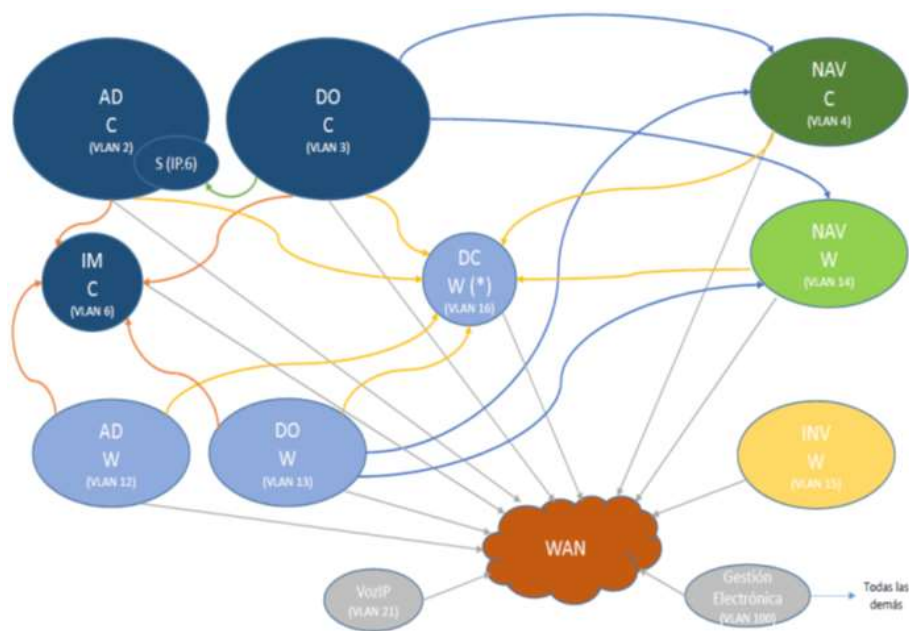 AD
C
(VLAN 2)
S (IP.6)
DO
C
(VLAN 3)
NAV
C
(VLAN 4)
IM
C
(VLAN 6)
DC
W (*)
(VLAN 16)
NAV
W
(VLAN 14)
AD
W
(VLAN 12)
DO
W
(VLAN 13)
INV
W
(VLAN 15)
WAN
VozIP
(VLAN 21)
Gestión
Electrónica
(VLAN 100)
Todas las
demás